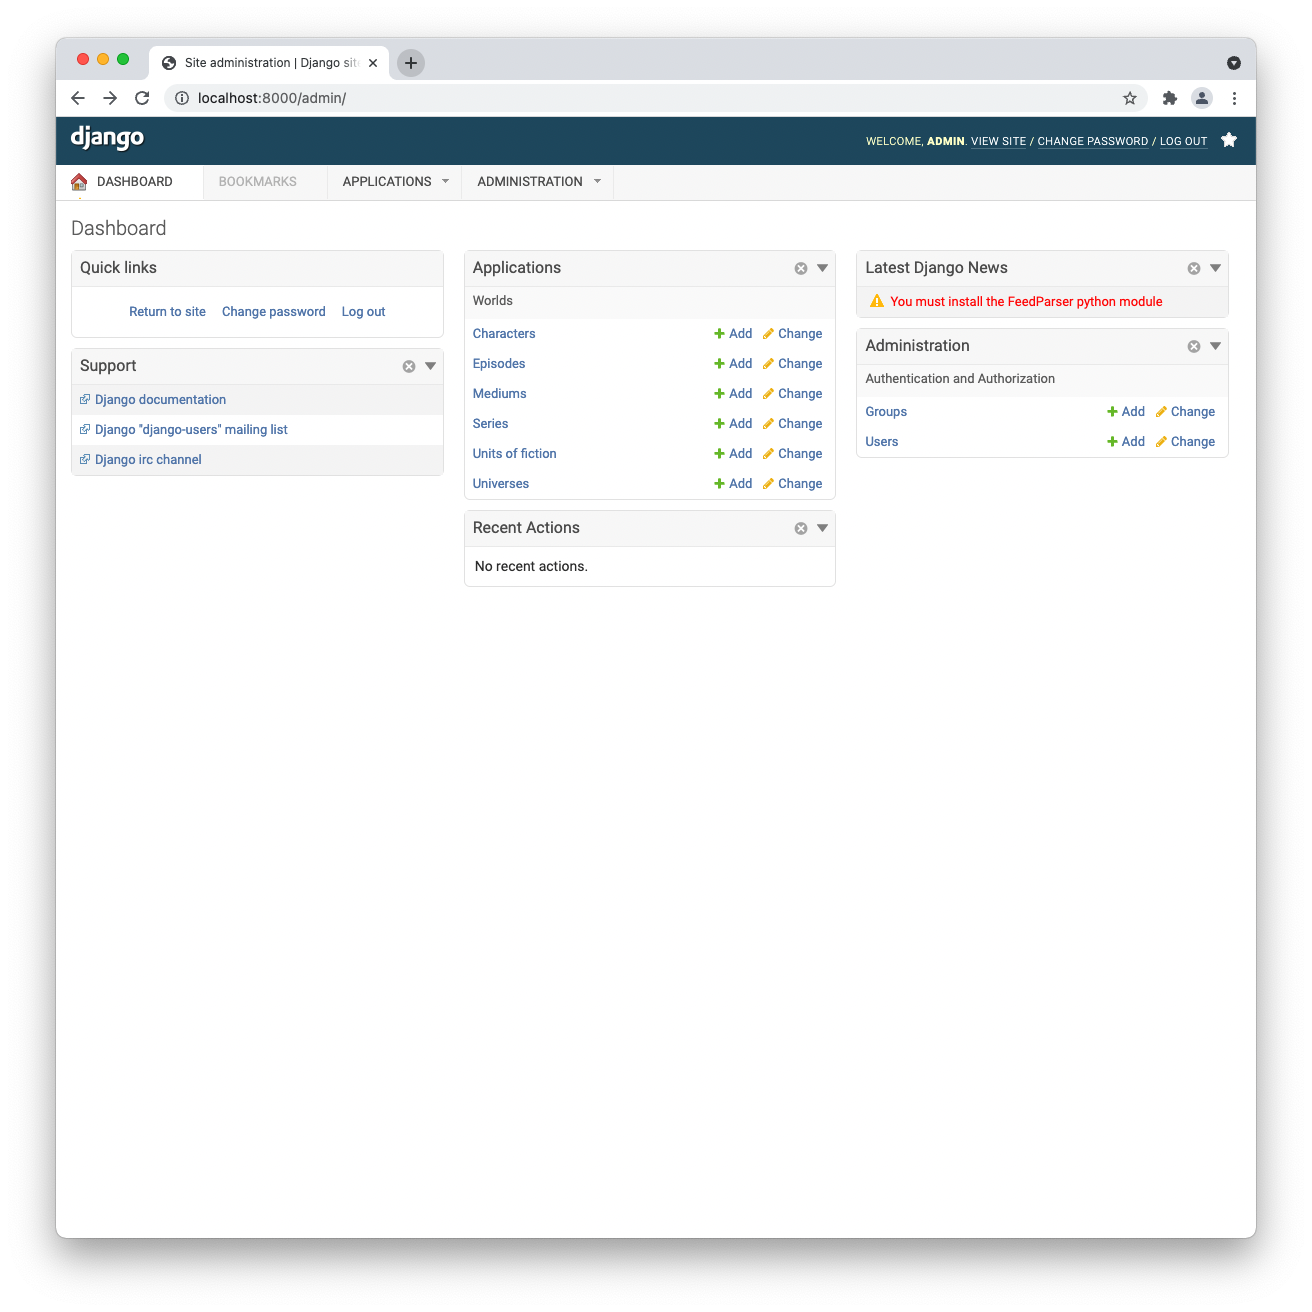 Site administration | Django sit
localhost:8000/admin/
django
WELCOME, ADMIN. VIEW SITE / CHANGE PASSWORD / LOG OUT
DASHBOARD
BOOKMARKS
APPLICATIONS
ADMINISTRATION
Dashboard
Quick links
Return to site Change password Log out
Support
Django documentation
Django "django-users" mailing list
Django irc channel
Applications
Worlds
Characters Add Change
Episodes Add Change
Mediums Add Change
Series Add Change
Units of fiction Add Change
Universes Add Change
Recent Actions
No recent actions.
Latest Django News
You must install the FeedParser python module
Administration
Authentication and Authorization
Groups Add Change
Users Add Change